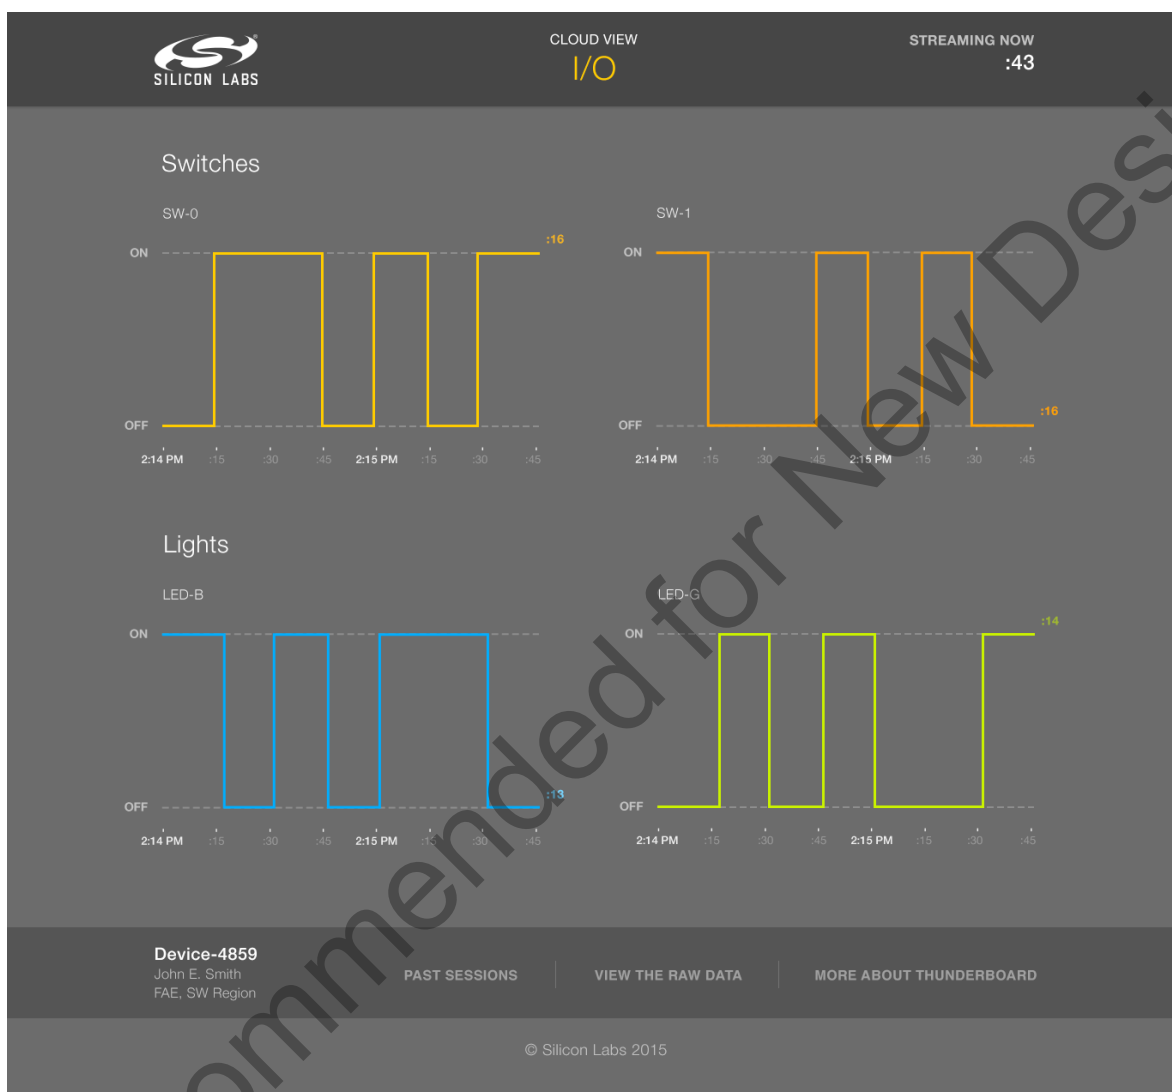 SILICON LABS
CLOUD VIEW
I/O
STREAMING NOW
:43
Switches
SW-0
ON
OFF
:16
2:14 PM :15 :30 :45 2:15 PM :15 :30 :45
SW-1
ON
OFF
:16
2:14 PM :15 :30 :45 2:15 PM :15 :30 :45
Lights
LED-B
ON
OFF
:13
2:14 PM :15 :30 :45 2:15 PM :15 :30 :45
LED-G
ON
OFF
:14
2:14 PM :15 :30 :45 2:15 PM :15 :30 :45
Device-4859
John E. Smith
FAE, SW Region
PAST SESSIONS
VIEW THE RAW DATA
MORE ABOUT THUNDERBOARD
© Silicon Labs 2015
ommended for New Desi